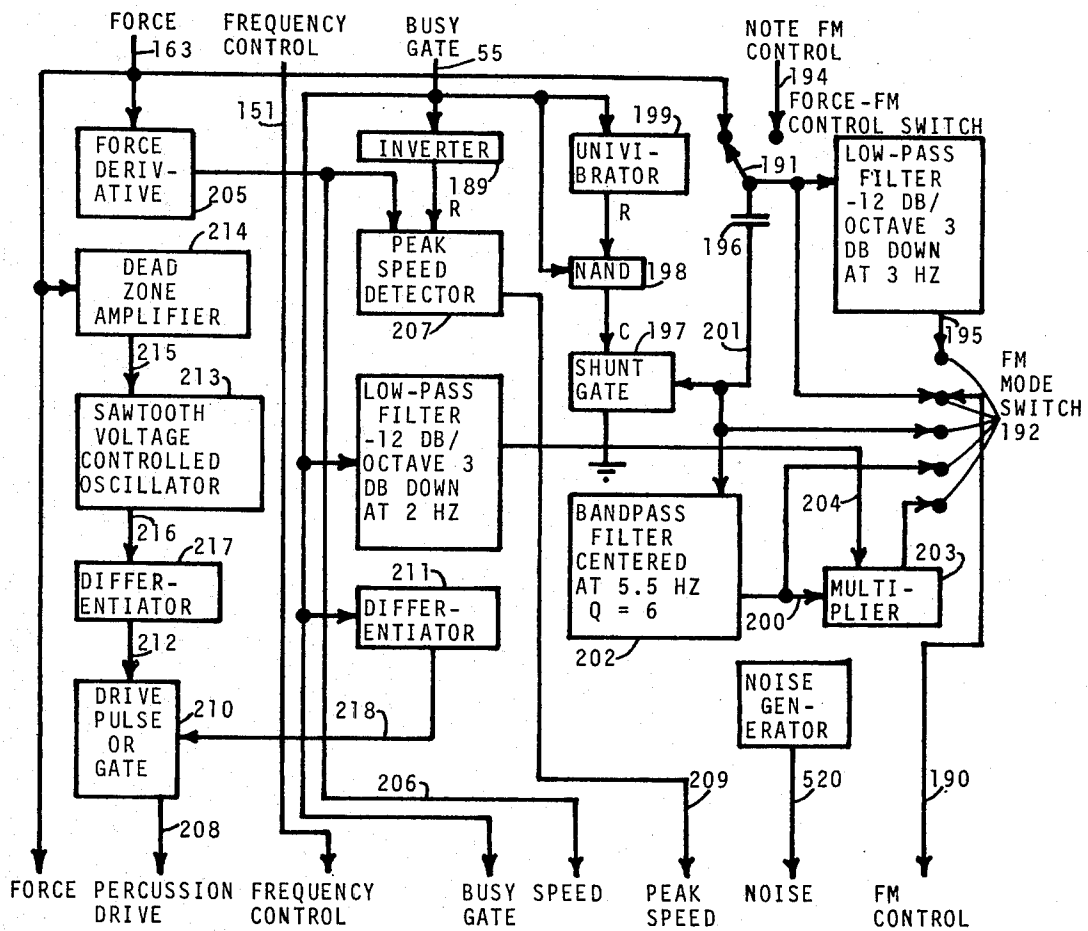 FORCE
163
FREQUENCY
CONTROL
BUSY
GATE
55
NOTE FM
CONTROL
194
FORCE-FM
CONTROL SWITCH
151
FORCE
DERIV-
ATIVE
205
INVERTER
189
R
199
UNIVI-
BRATOR
R
191
196
LOW-PASS
FILTER
-12 DB/
OCTAVE 3
DB DOWN
AT 3 HZ
214
DEAD
ZONE
AMPLIFIER
215
PEAK
SPEED
DETECTOR
207
NAND
198
C
197
SHUNT
GATE
201
195
FM
MODE
SWITCH
192
213
SAWTOOTH
VOLTAGE
CONTROLLED
OSCILLATOR
216
LOW-PASS
FILTER
-12 DB/
OCTAVE 3
DB DOWN
AT 2 HZ
BANDPASS
FILTER
CENTERED
AT 5.5 HZ
Q = 6
202
204
200
203
MULTI-
PLIER
217
DIFFER-
ENTIATOR
212
211
DIFFER-
ENTIATOR
DRIVE
PULSE
OR
GATE
210
218
NOISE
GEN-
ERATOR
208
206
209
520
190
FORCE
PERCUSSION
DRIVE
FREQUENCY
CONTROL
BUSY
GATE
SPEED
PEAK
SPEED
NOISE
FM
CONTROL